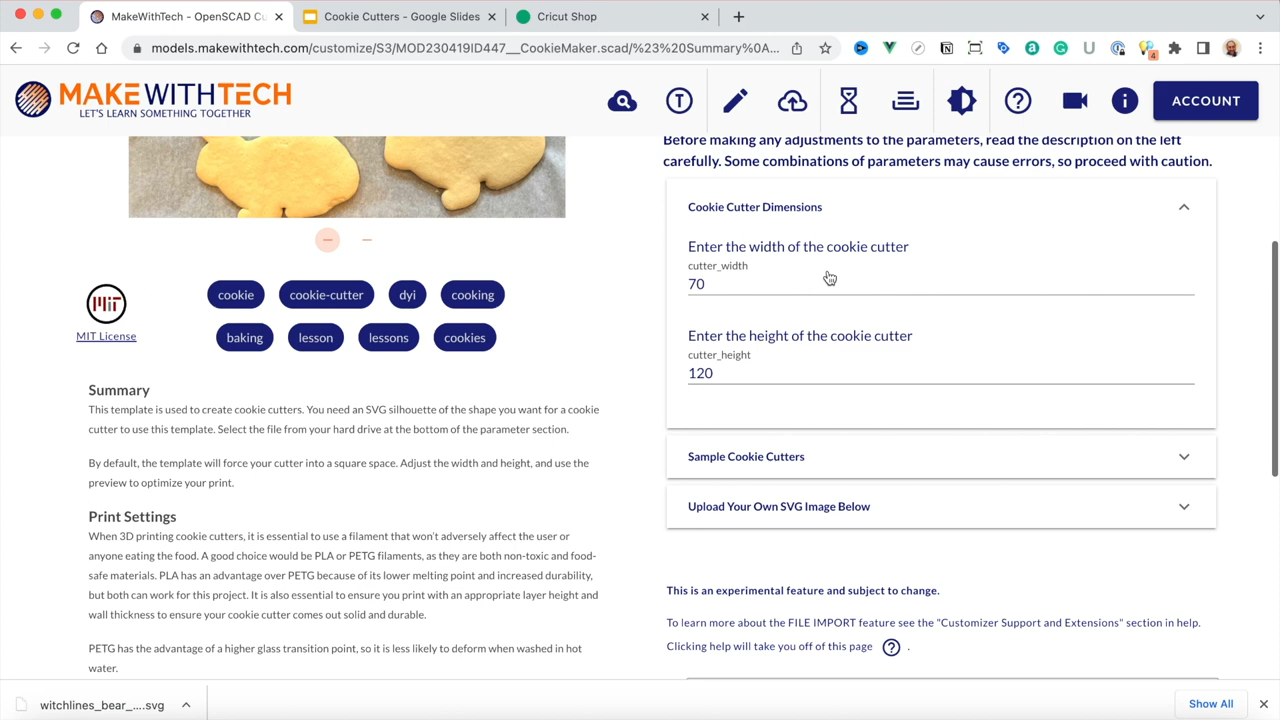 MakeWithTech - OpenSCAD Cu
Cookie Cutters - Google Slides
Cricut Shop
models.makewithtech.com/customize/S3/MOD230419ID447__CookieMaker.scad/%23%20Summary%0A...
4
MAKEWITHTECH
LET'S LEARN SOMETHING TOGETHER
T
ACCOUNT
Before making any adjustments to the parameters, read the description on the left
carefully. Some combinations of parameters may cause errors, so proceed with caution.
Cookie Cutter Dimensions
Enter the width of the cookie cutter
cutter_width
70
Enter the height of the cookie cutter
cutter_height
120
Sample Cookie Cutters
Upload Your Own SVG Image Below
This is an experimental feature and subject to change.
To learn more about the FILE IMPORT feature see the "Customizer Support and Extensions" section in help.
Clicking help will take you off of this page ? .
MIT
MIT License
cookie
cookie-cutter
dyi
cooking
baking
lesson
lessons
cookies
Summary
This template is used to create cookie cutters. You need an SVG silhouette of the shape you want for a cookie
cutter to use this template. Select the file from your hard drive at the bottom of the parameter section.
By default, the template will force your cutter into a square space. Adjust the width and height, and use the
preview to optimize your print.
Print Settings
When 3D printing cookie cutters, it is essential to use a filament that won't adversely affect the user or
anyone eating the food. A good choice would be PLA or PETG filaments, as they are both non-toxic and food-
safe materials. PLA has an advantage over PETG because of its lower melting point and increased durability,
but both can work for this project. It is also essential to ensure you print with an appropriate layer height and
wall thickness to ensure your cookie cutter comes out solid and durable.
PETG has the advantage of a higher glass transition point, so it is less likely to deform when washed in hot
water.
witchlines_bear_....svg
Show All